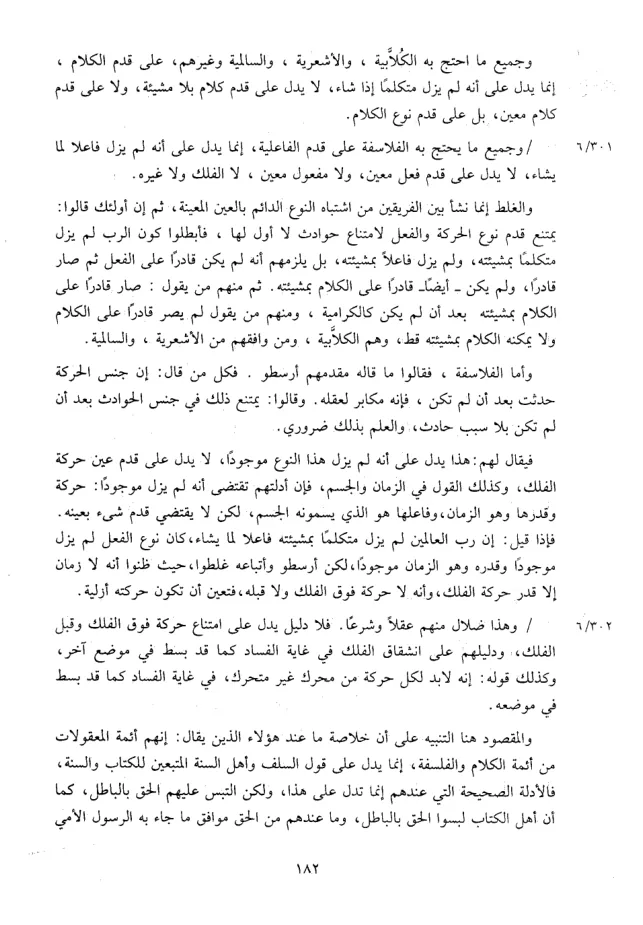 وجميع ما احتج به الكُلاَّبية ، والأشعرية ، والسالمية وغيرهم، على قدم الكلام ،
إنما يدل على أنه لم يزل متكلمًا إذا شاء، لا يدل على قدم كلام بلا مشيئة، ولا على قدم
كلام معين، بل على قدم نوع الكلام.
٦/٣٠١ / وجميع ما يحتج به الفلاسفة على قدم الفاعلية، إنما يدل على أنه لم يزل فاعلا لما
يشاء، لا يدل على قدم فعل معين، ولا مفعول معين ، لا الفلك ولا غيره.
والغلط إنما نشأ بين الفريقين من اشتباه النوع الدائم بالعين المعينة، ثم إن أولئك قالوا:
يمتنع قدم نوع الحركة والفعل لامتناع حوادث لا أول لها ، فأبطلوا كون الرب لم يزل
متكلمًا بمشيئته، ولم يزل فاعلاً بمشيئته، بل يلزمهم أنه لم يكن قادرًا على الفعل ثم صار
قادرًا، ولم يكن ـ أيضًا ـ قادرًا على الكلام بمشيئته. ثم منهم من يقول : صار قادرًا على
الكلام بمشيئته بعد أن لم يكن كالكرامية ، ومنهم من يقول لم يصر قادرًا على الكلام
ولا يمكنه الكلام بمشيئته قط، وهم الكلاَّبية ، ومن وافقهم من الأشعرية ، والسالمية.
وأما الفلاسفة ، فقالوا ما قاله مقدمهم أرسطو . فكل من قال: إن جنس الحركة
حدثت بعد أن لم تكن ، فإنه مكابر لعقله. وقالوا: يمتنع ذلك في جنس الحوادث بعد أن
لم تكن بلا سبب حادث، والعلم بذلك ضروري.
فيقال لهم: هذا يدل على أنه لم يزل هذا النوع موجودًا، لا يدل على قدم عين حركة
الفلك، وكذلك القول في الزمان والجسم، فإن أدلتهم تقتضى أنه لم يزل موجودًا: حركة
وقدرها وهو الزمان، وفاعلها هو الذي يسمونه الجسم، لكن لا يقتضي قدم شىء بعينه.
فإذا قيل: إن رب العالمين لم يزل متكلمًا بمشيئته فاعلا لما يشاء، كان نوع الفعل لم يزل
موجودًا وقدره وهو الزمان موجودًا، لكن أرسطو وأتباعه غلطوا، حيث ظنوا أنه لا زمان
إلا قدر حركة الفلك، وأنه لا حركة فوق الفلك ولا قبله، فتعين أن تكون حركته أزلية.
٦/٣٠٢ / وهذا ضلال منهم عقلاً وشرعًا. فلا دليل يدل على امتناع حركة فوق الفلك وقبل
الفلك، ودليلهم على انشقاق الفلك في غاية الفساد كما قد بسط في موضع آخر،
وكذلك قوله: إنه لابد لكل حركة من محرك غير متحرك، في غاية الفساد كما قد بسط
في موضعه.
والمقصود هنا التنبيه على أن خلاصة ما عند هؤلاء الذين يقال: إنهم أئمة المعقولات
من أئمة الكلام والفلسفة، إنما يدل على قول السلف وأهل السنة المتبعين للكتاب والسنة،
فالأدلة الصحيحة التي عندهم إنما تدل على هذا، ولكن التبس عليهم الحق بالباطل، كما
أن أهل الكتاب لبسوا الحق بالباطل، وما عندهم من الحق موافق ما جاء به الرسول الأمي
١٨٢